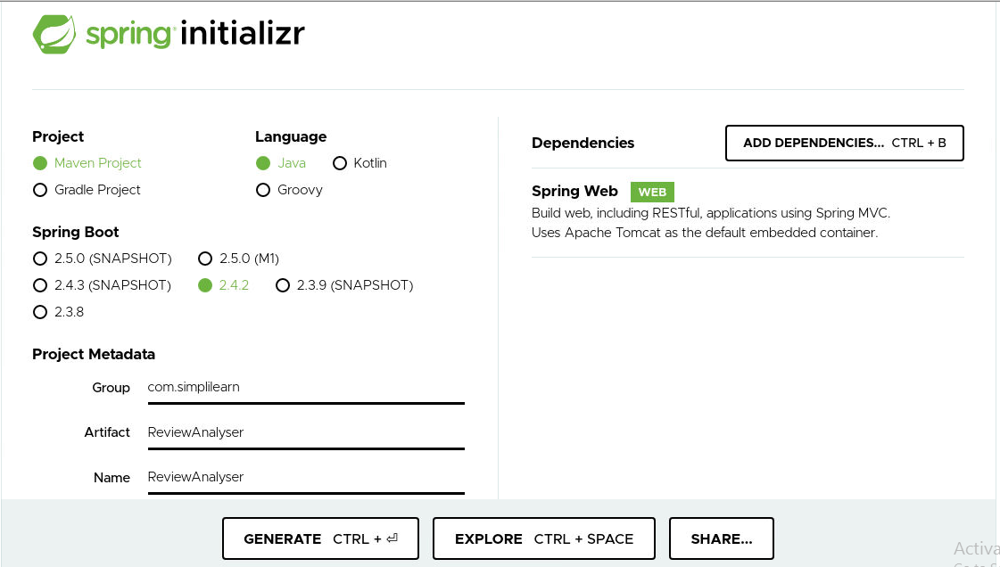 spring initializr
Project
Maven Project
Gradle Project
Language
Java Kotlin
Groovy
Spring Boot
2.5.0 (SNAPSHOT) 2.5.0 (M1)
2.4.3 (SNAPSHOT) 2.4.2 2.3.9 (SNAPSHOT)
2.3.8
Project Metadata
Group com.simplilearn
Artifact ReviewAnalyser
Name ReviewAnalyser
Dependencies
ADD DEPENDENCIES... CTRL + B
Spring Web WEB
Build web, including RESTful, applications using Spring MVC.
Uses Apache Tomcat as the default embedded container.
GENERATE CTRL + ⏎
EXPLORE CTRL + SPACE
SHARE...
Activa